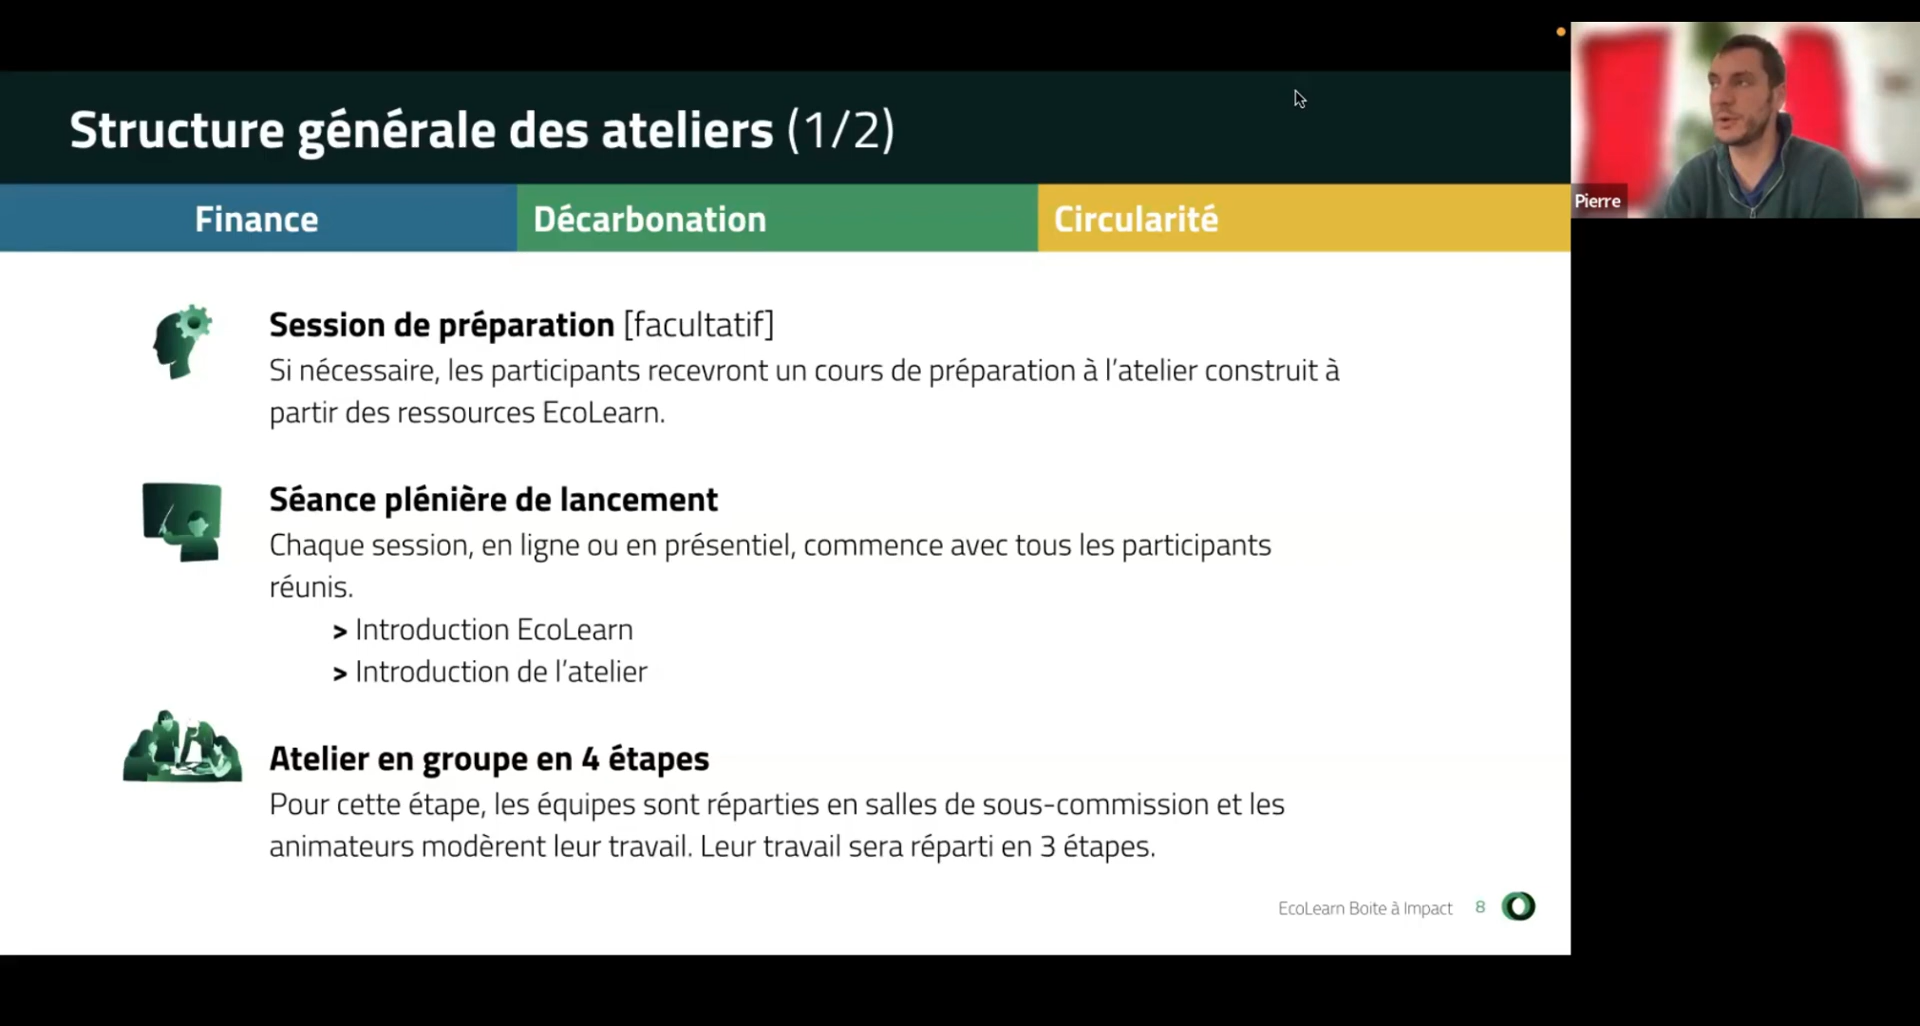 Structure générale des ateliers (1/2)
Pierre
Finance
Décarbonation
Circularité
Session de préparation [facultatif]
Si nécessaire, les participants recevront un cours de préparation à l'atelier construit à
partir des ressources EcoLearn.
Séance plénière de lancement
Chaque session, en ligne ou en présentiel, commence avec tous les participants
réunis.
> Introduction EcoLearn
> Introduction de l'atelier
Atelier en groupe en 4 étapes
Pour cette étape, les équipes sont réparties en salles de sous-commission et les
animateurs modèrent leur travail. Leur travail sera réparti en 3 étapes.
EcoLearn Boite à Impact 8